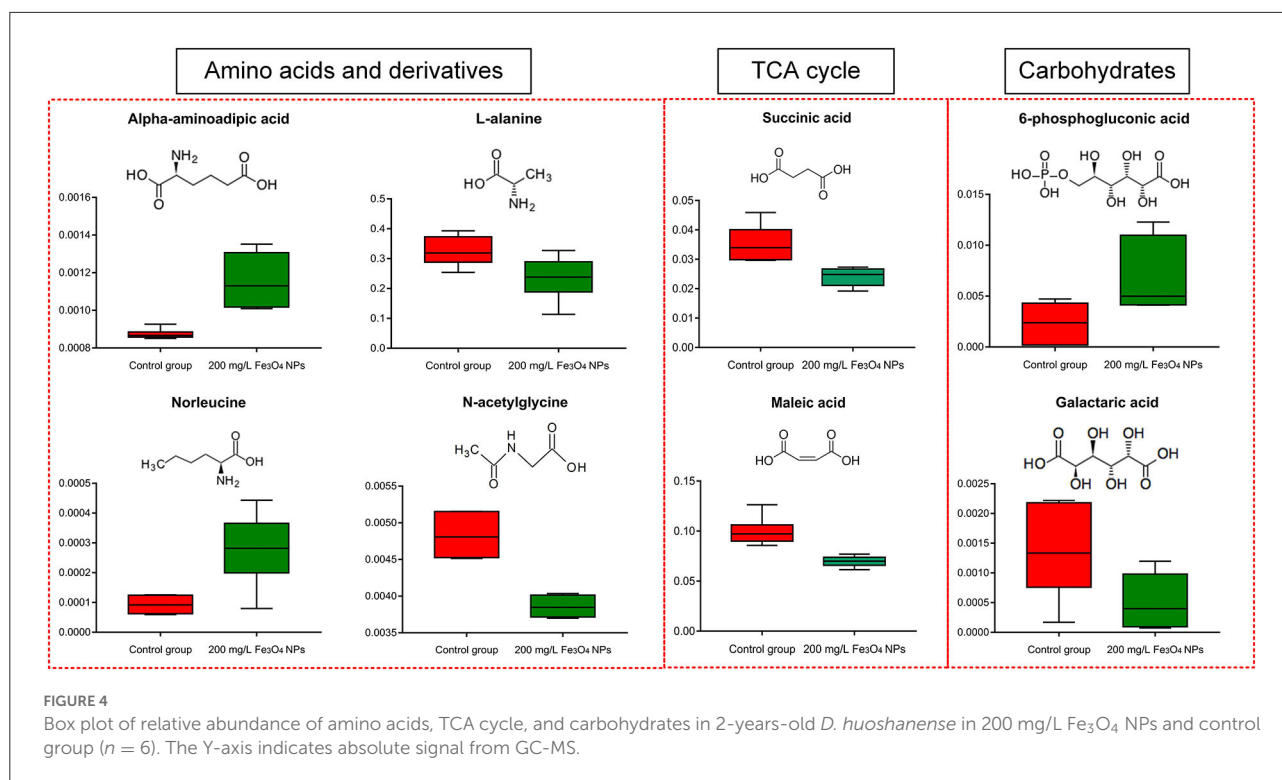 Amino acids and derivatives
TCA cycle
Carbohydrates
Alpha-aminoadipic acid
NH₂
O
HO
OH
O
0.0016
0.0014
0.0012
0.0010
0.0008
Control group
200 mg/L Fe₃O₄ NPs
L-alanine
O
HO
CH₃
NH₂
0.5
0.4
0.3
0.2
0.1
0.0
Control group
200 mg/L Fe₃O₄ NPs
Succinic acid
O
HO
OH
O
0.05
0.04
0.03
0.02
0.01
0.00
Control group
200 mg/L Fe₃O₄ NPs
6-phosphogluconic acid
O
OH
OH
O
HO-P
O
OH
OH
OH
OH
0.015
0.010
0.005
0.000
Control group
200 mg/L Fe₃O₄ NPs
Norleucine
O
H₃C
OH
NH₂
0.0005
0.0004
0.0003
0.0002
0.0001
0.0000
Control group
200 mg/L Fe₃O₄ NPs
N-acetylglycine
H
O
H₃C
N
OH
O
0.0055
0.0050
0.0045
0.0040
0.0035
Control group
200 mg/L Fe₃O₄ NPs
Maleic acid
O
O
HO
OH
0.15
0.10
0.05
0.00
Control group
200 mg/L Fe₃O₄ NPs
Galactaric acid
O
OH
OH
HO
OH
OH
OH
O
0.0025
0.0020
0.0015
0.0010
0.0005
0.0000
Control group
200 mg/L Fe₃O₄ NPs
FIGURE 4
Box plot of relative abundance of amino acids, TCA cycle, and carbohydrates in 2-years-old D. huoshanense in 200 mg/L Fe₃O₄ NPs and control
group (n = 6). The Y-axis indicates absolute signal from GC-MS.